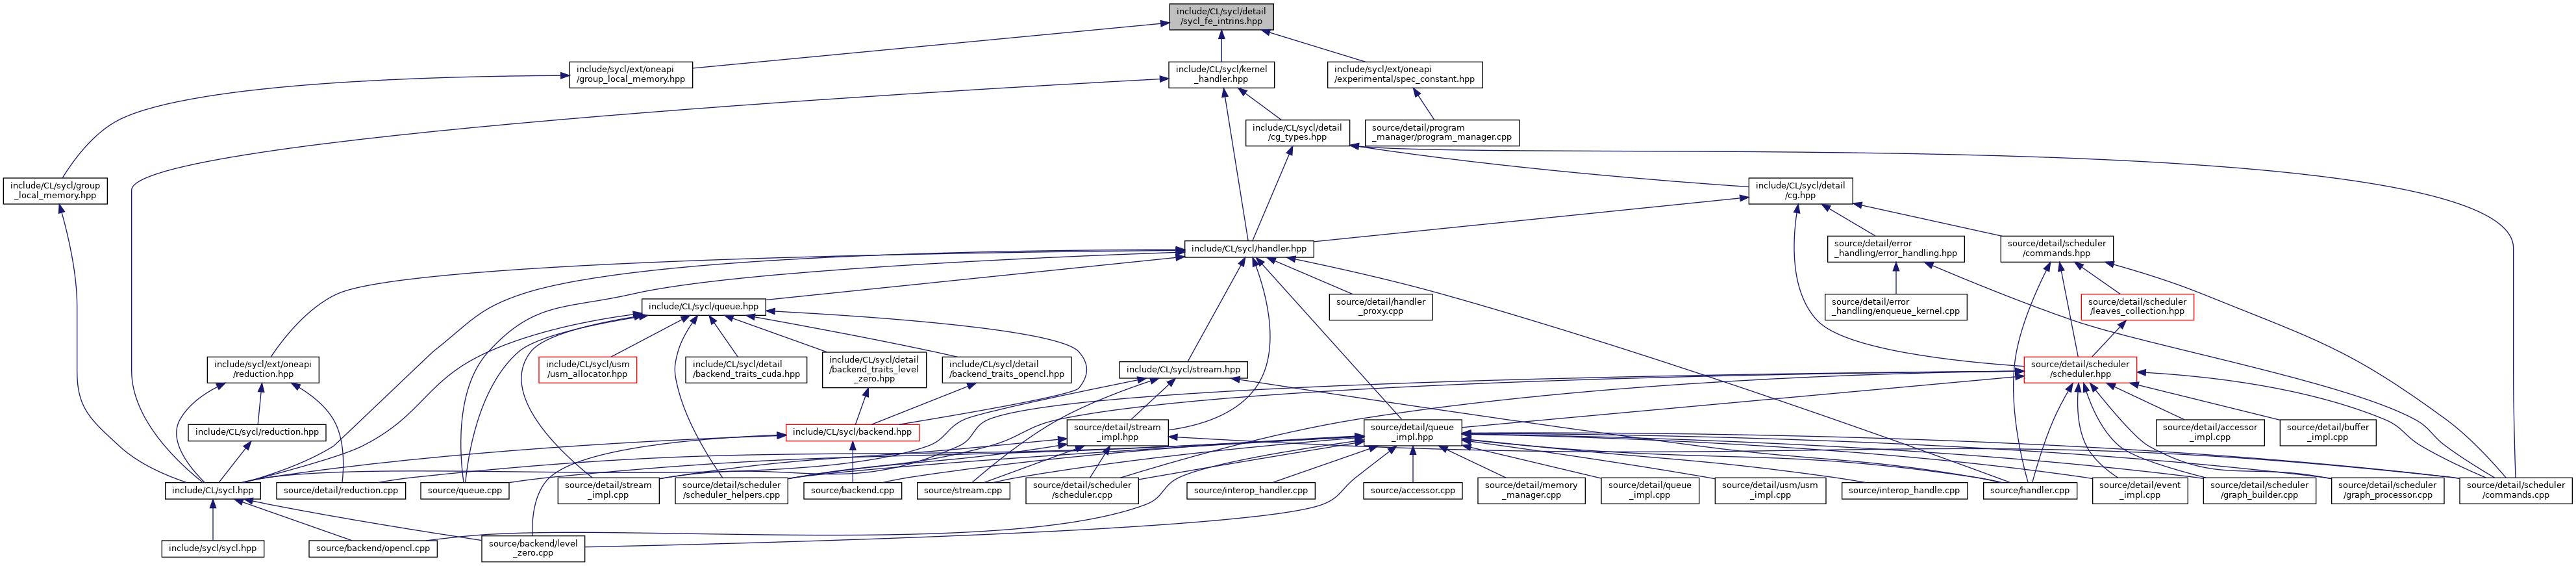 include/CL/sycl/detail
/sycl_fe_intrins.hpp
include/sycl/ext/oneapi
/group_local_memory.hpp
include/CL/sycl/kernel
_handler.hpp
include/sycl/ext/oneapi
/experimental/spec_constant.hpp
include/CL/sycl/detail
/cg_types.hpp
source/detail/program
_manager/program_manager.cpp
include/CL/sycl/group
_local_memory.hpp
include/CL/sycl/detail
/cg.hpp
include/CL/sycl/handler.hpp
source/detail/error
_handling/error_handling.hpp
source/detail/scheduler
/commands.hpp
include/CL/sycl/queue.hpp
source/detail/handler
_proxy.cpp
source/detail/error
_handling/enqueue_kernel.cpp
source/detail/scheduler
/leaves_collection.hpp
include/sycl/ext/oneapi
/reduction.hpp
include/CL/sycl/usm
/usm_allocator.hpp
include/CL/sycl/detail
/backend_traits_cuda.hpp
include/CL/sycl/detail
/backend_traits_level
_zero.hpp
include/CL/sycl/detail
/backend_traits_opencl.hpp
include/CL/sycl/stream.hpp
source/detail/scheduler
/scheduler.hpp
include/CL/sycl/reduction.hpp
include/CL/sycl/backend.hpp
source/detail/stream
_impl.hpp
source/detail/queue
_impl.hpp
source/detail/accessor
_impl.cpp
source/detail/buffer
_impl.cpp
include/CL/sycl.hpp
source/detail/reduction.cpp
source/queue.cpp
source/detail/stream
_impl.cpp
source/detail/scheduler
/scheduler_helpers.cpp
source/backend.cpp
source/stream.cpp
source/detail/scheduler
/scheduler.cpp
source/interop_handler.cpp
source/accessor.cpp
source/detail/memory
_manager.cpp
source/detail/queue
_impl.cpp
source/detail/usm/usm
_impl.cpp
source/interop_handle.cpp
source/handler.cpp
source/detail/event
_impl.cpp
source/detail/scheduler
/graph_builder.cpp
source/detail/scheduler
/graph_processor.cpp
source/detail/scheduler
/commands.cpp
include/sycl/sycl.hpp
source/backend/opencl.cpp
source/backend/level
_zero.cpp